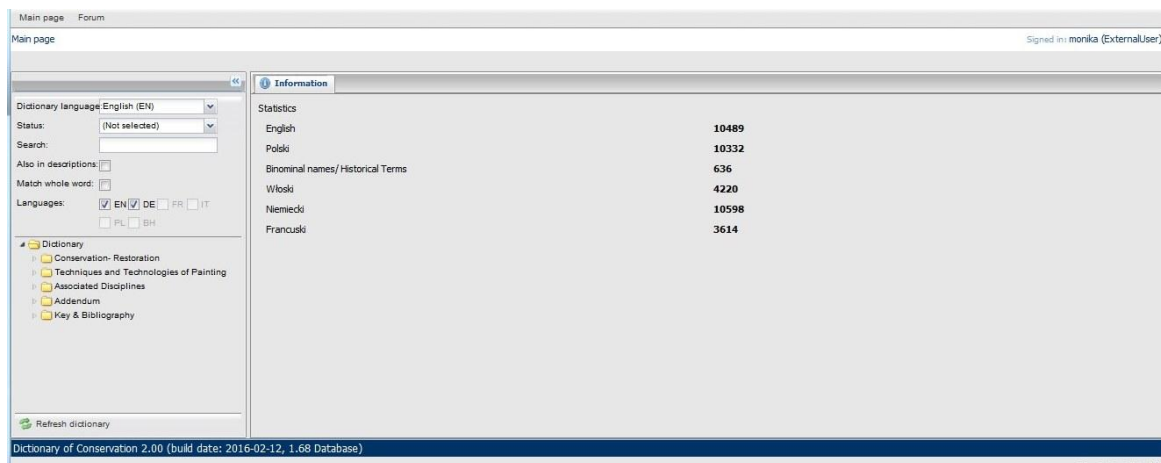 Main page Forum
Main page Signed in: monika (ExternalUser)
Information
Dictionary language: English (EN)
Status: (Not selected)
Search:
Also in descriptions:
Match whole word:
Languages: EN DE FR IT
PL BH
Dictionary
Conservation- Restoration
Techniques and Technologies of Painting
Associated Disciplines
Addendum
Key & Bibliography
Refresh dictionary
Statistics
English 10489
Polski 10332
Binominal names/ Historical Terms 636
Włoski 4220
Niemiecki 10598
Francuski 3614
Dictionary of Conservation 2.00 (build date: 2016-02-12, 1.68 Database)